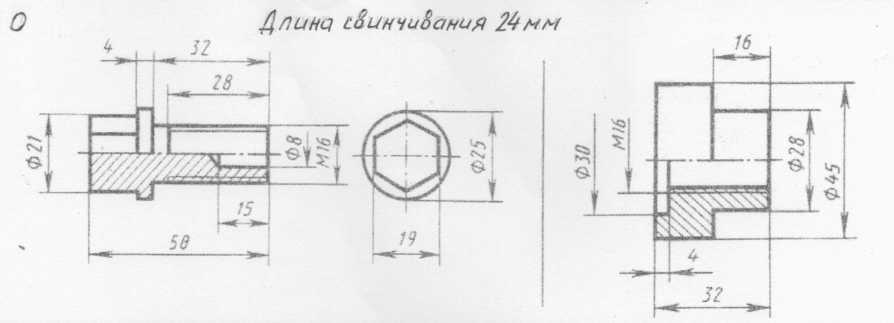 О Длина свинчивания 24мм
4 32
28
Ф21
Ф8
М16
15
50
Ф25
19
16
Ф30
М16
Ф28
Ф45
4
32